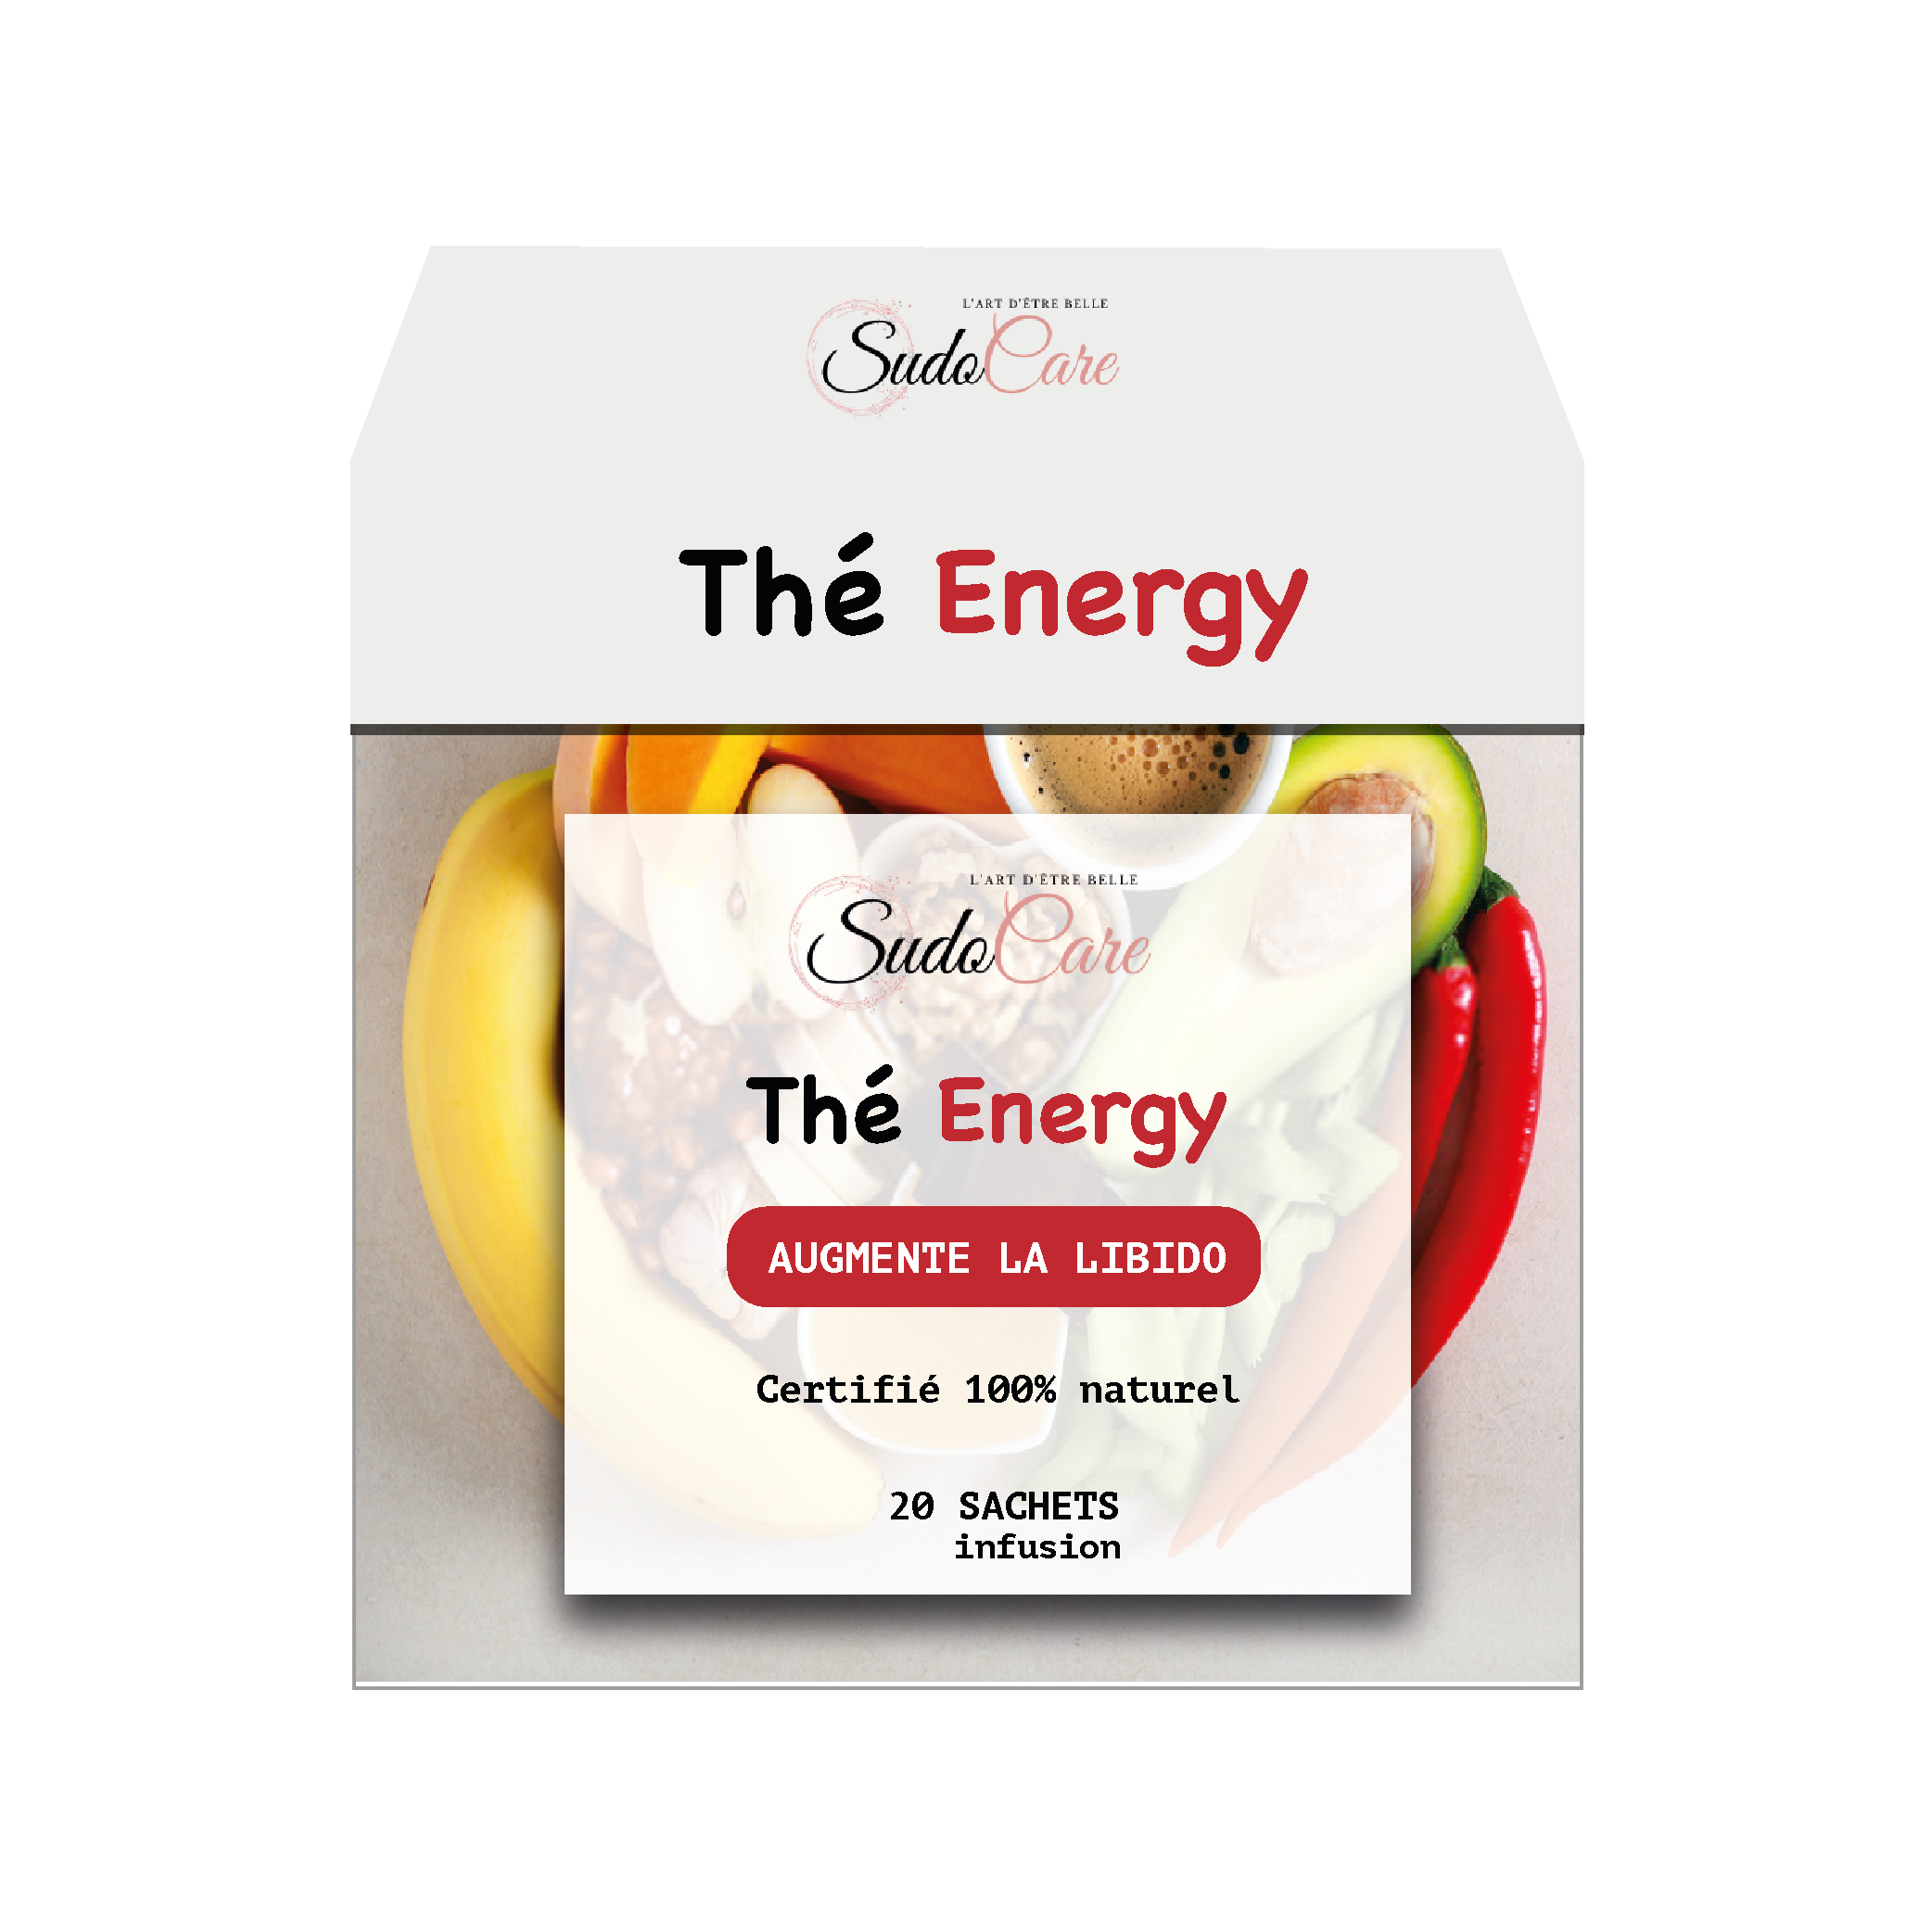 L'ART D'ÊTRE BELLE
SudoCare
Thé Energy
L'ART D'ÊTRE BELLE
SudoCare
Thé Energy
AUGMENTE LA LIBIDO
Certifié 100% naturel
20 SACHETS
infusion